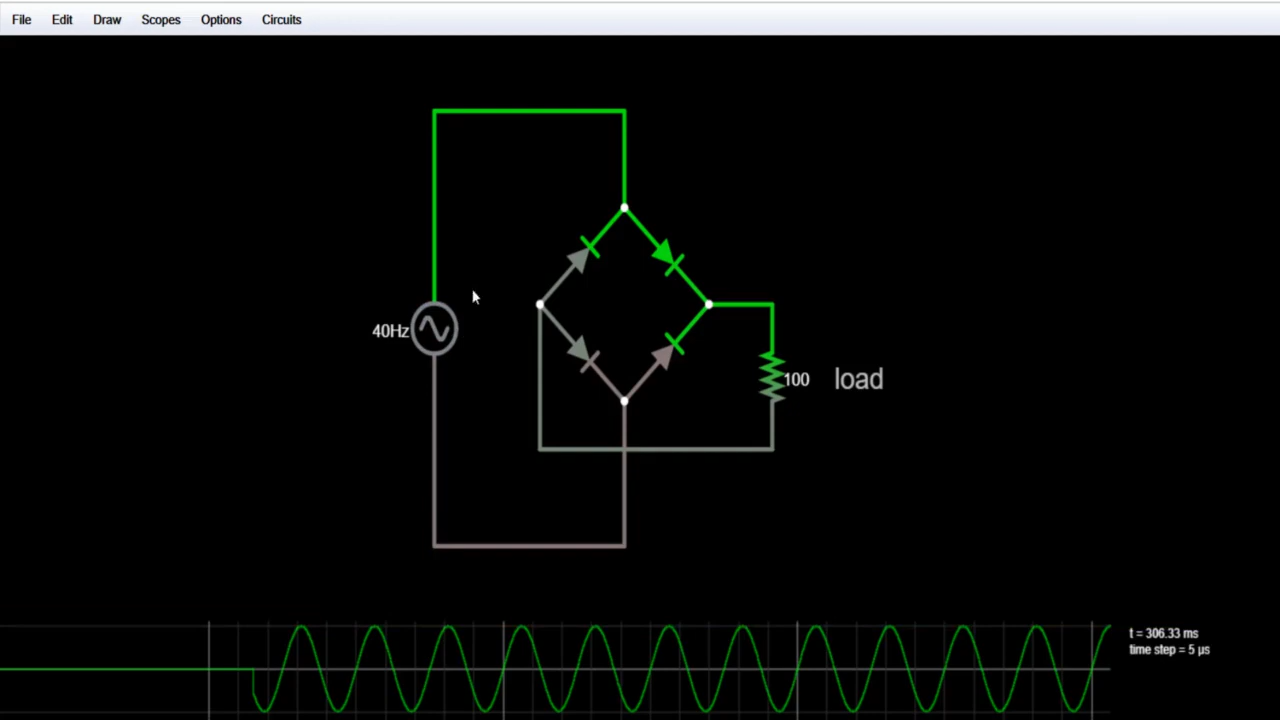 File Edit Draw Scopes Options Circuits
40Hz
100
load
t = 306.33 ms
time step = 5 µs